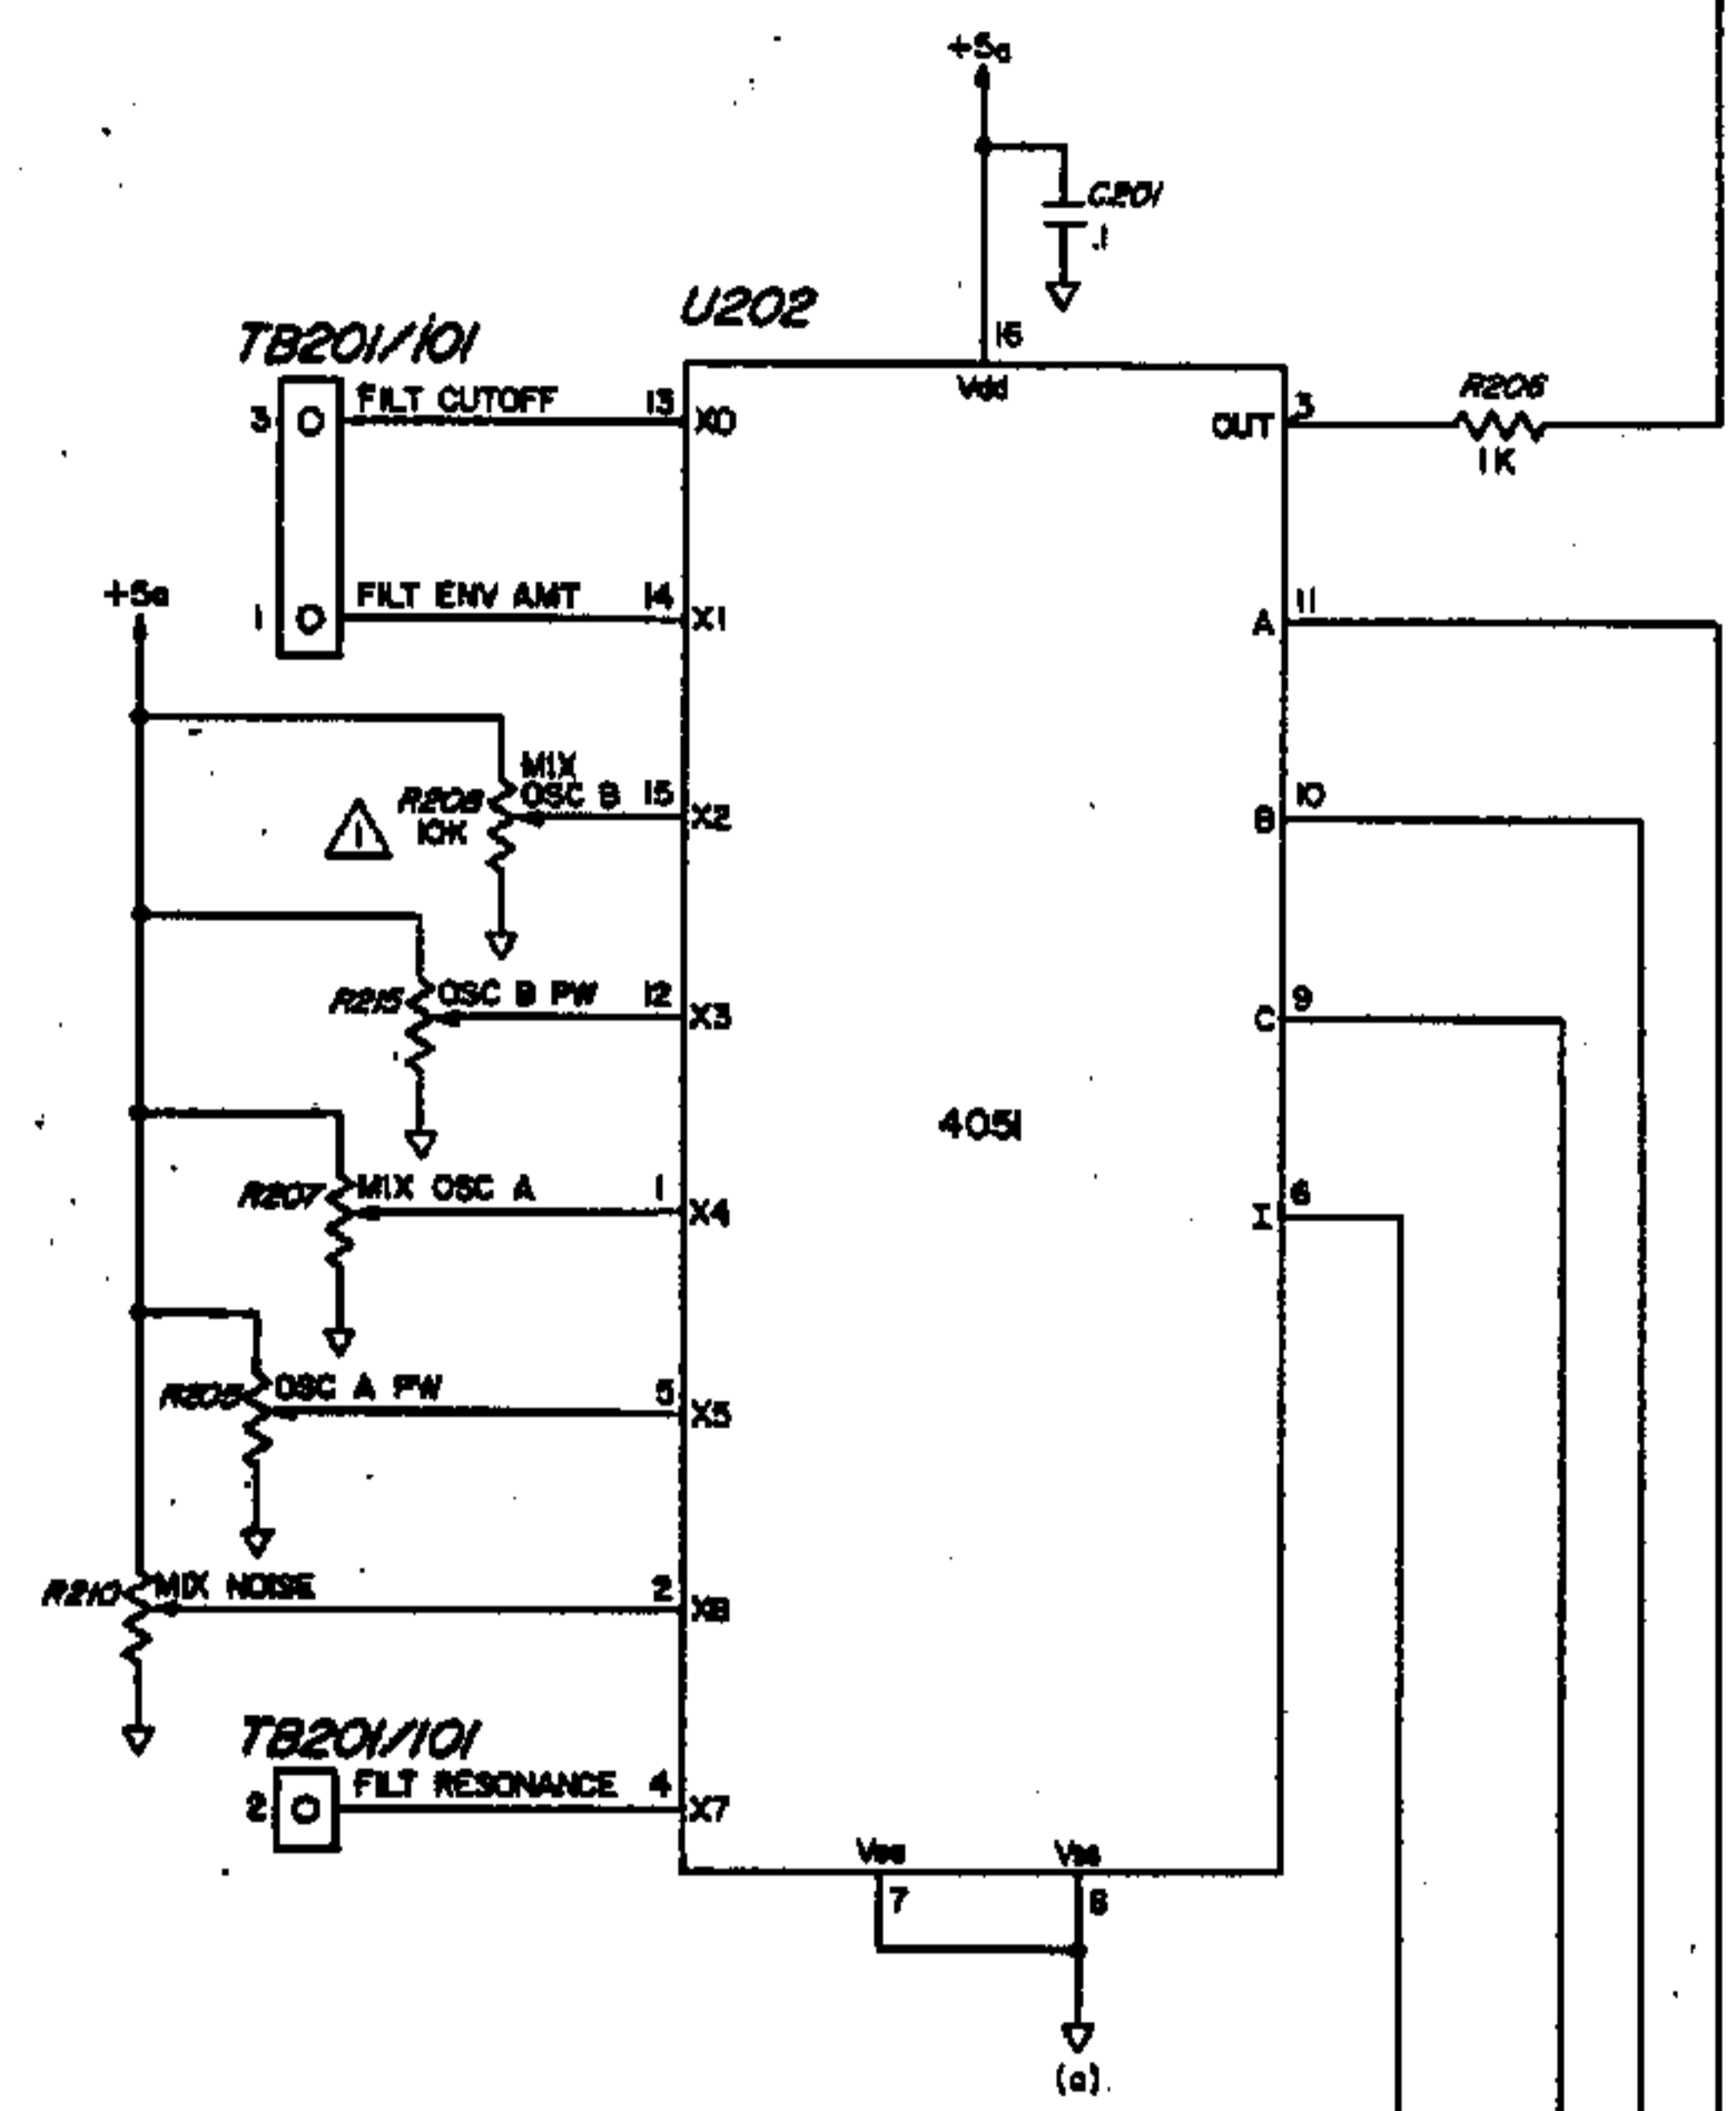 +5a
C201
.1
U202
TB201/101
16
Vdd
FILT CUTOFF
13
X0
3
OUT
3
R206
1K
+5a
FILT ENV AMT
14
X1
1
A
11
MIX
OSC B
15
X2
R208
10K
1
B
10
R215
OSC B PW
12
X3
C
9
4051
R207
MIX OSC A
1
X4
I
6
OSC A PW
5
X5
R210
MIX NOISE
2
X6
TB201/101
FILT RESONANCE
4
X7
2
Vss
7
8
(a)